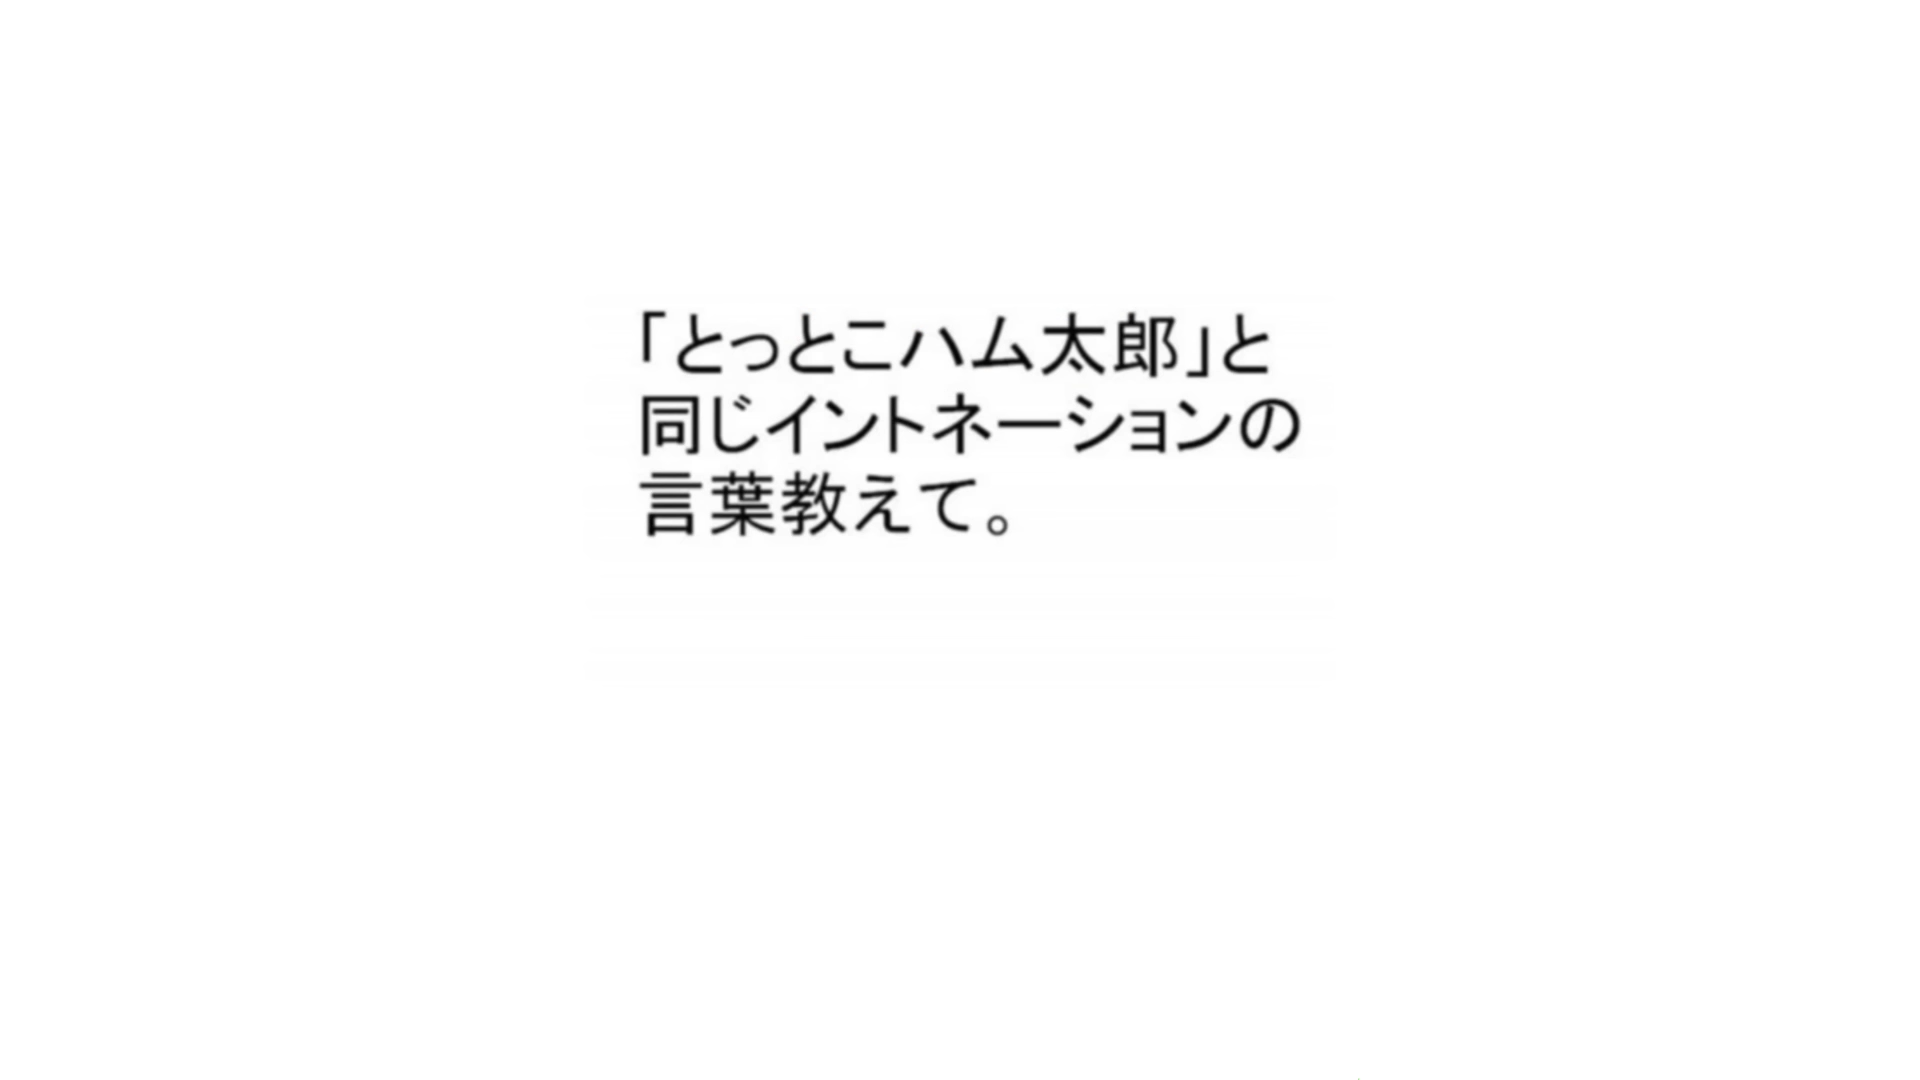 「とっとこハム太郎」と
同じイントネーションの
言葉教えて。